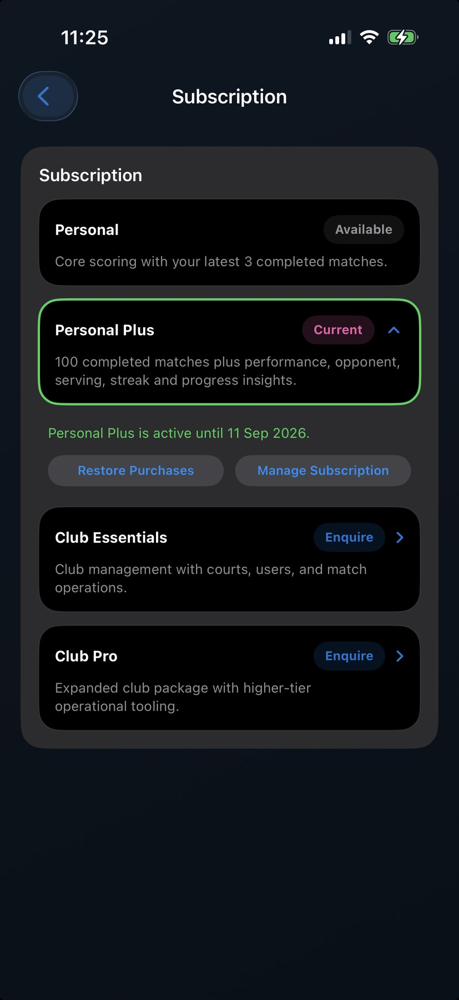 11:25
Subscription
Subscription
Personal
Available
Core scoring with your latest 3 completed matches.
Personal Plus
Current
100 completed matches plus performance, opponent,
serving, streak and progress insights.
Personal Plus is active until 11 Sep 2026.
Restore Purchases
Manage Subscription
Club Essentials
Enquire
Club management with courts, users, and match
operations.
Club Pro
Enquire
Expanded club package with higher-tier
operational tooling.